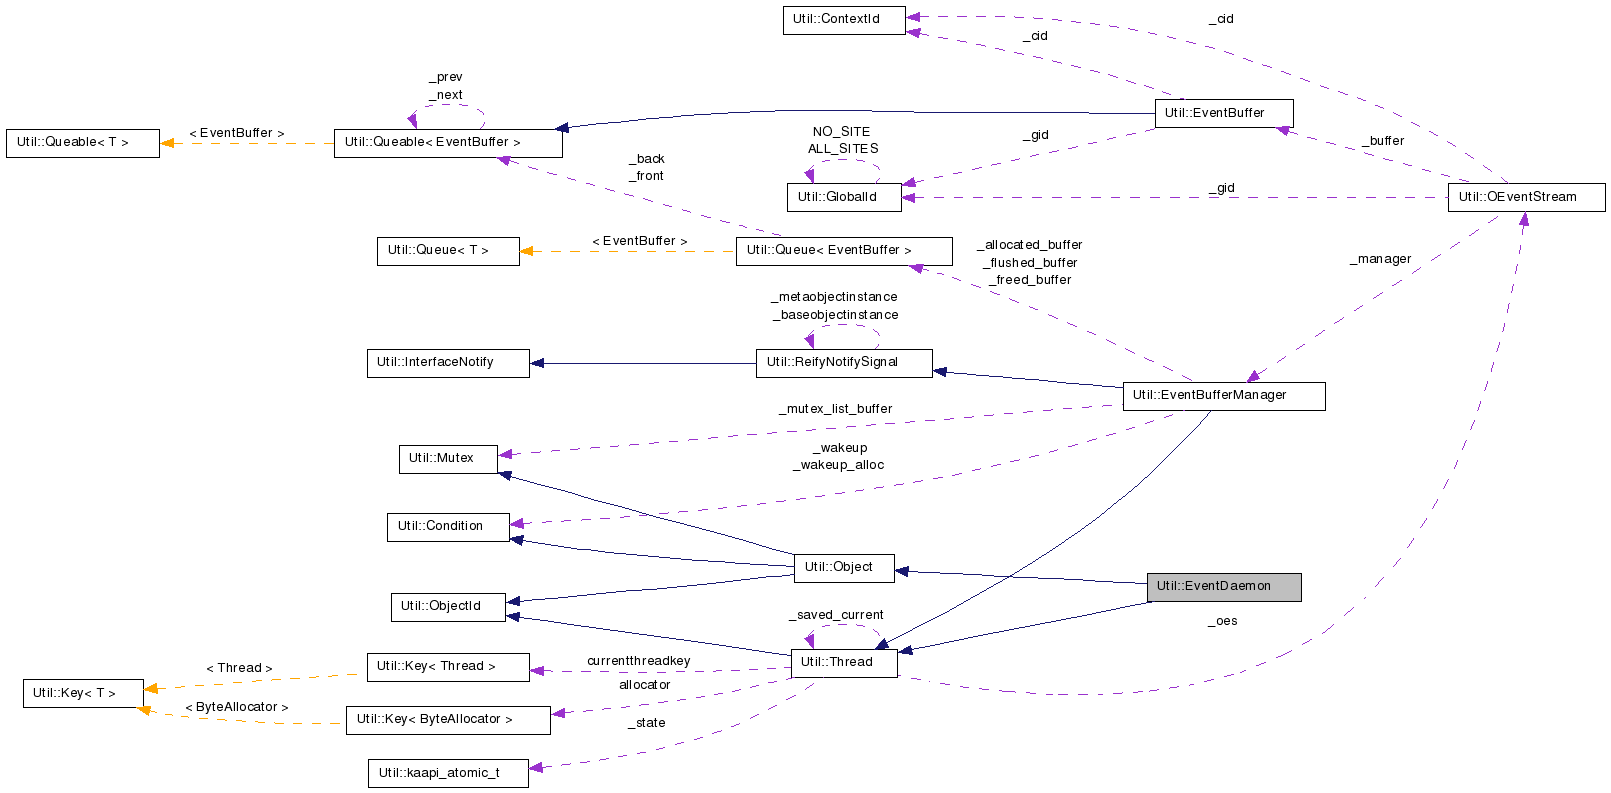 Util::ContextId
_cid
_cid
_prev
_next
Util::EventBuffer
< EventBuffer >
Util::Queable< T >
Util::Queable< EventBuffer >
NO_SITE
ALL_SITES
_gid
_buffer
_back
_front
_gid
Util::GlobalId
Util::OEventStream
< EventBuffer >
Util::Queue< T >
Util::Queue< EventBuffer >
_allocated_buffer
_flushed_buffer
_freed_buffer
_manager
_metaobjectinstance
_baseobjectinstance
Util::InterfaceNotify
Util::ReifyNotifySignal
Util::EventBufferManager
_mutex_list_buffer
Util::Mutex
_wakeup
_wakeup_alloc
Util::Condition
Util::Object
Util::EventDaemon
Util::ObjectId
_saved_current
_oes
Util::Thread
< Thread >
Util::Key< Thread >
currentthreadkey
Util::Key< T >
allocator
< ByteAllocator >
Util::Key< ByteAllocator >
_state
Util::kaapi_atomic_t